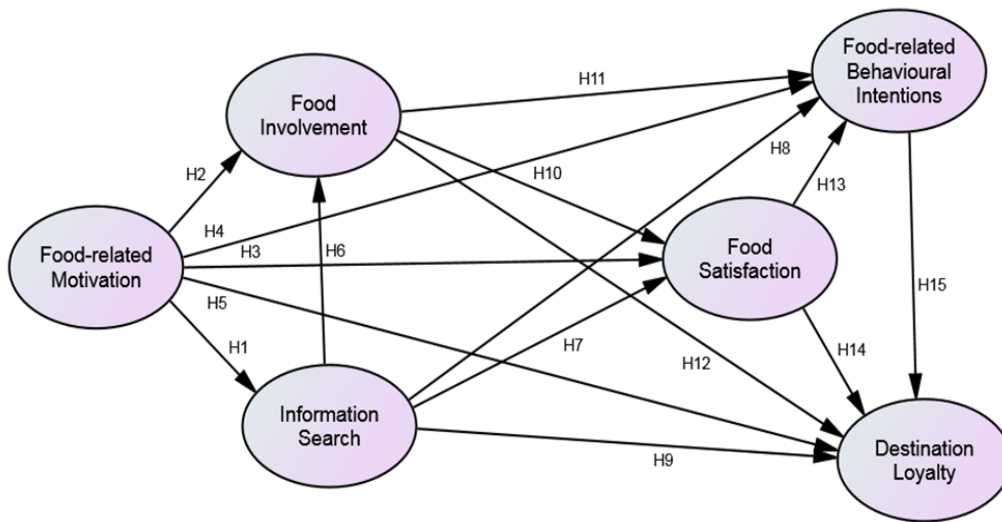 Food-related
Behavioural
Intentions
H11
Food
Involvement
H8
H2
H10
H13
H4
Food-related
Motivation
H3
H6
Food
Satisfaction
H5
H15
H1
H7
H14
H12
Information
Search
H9
Destination
Loyalty